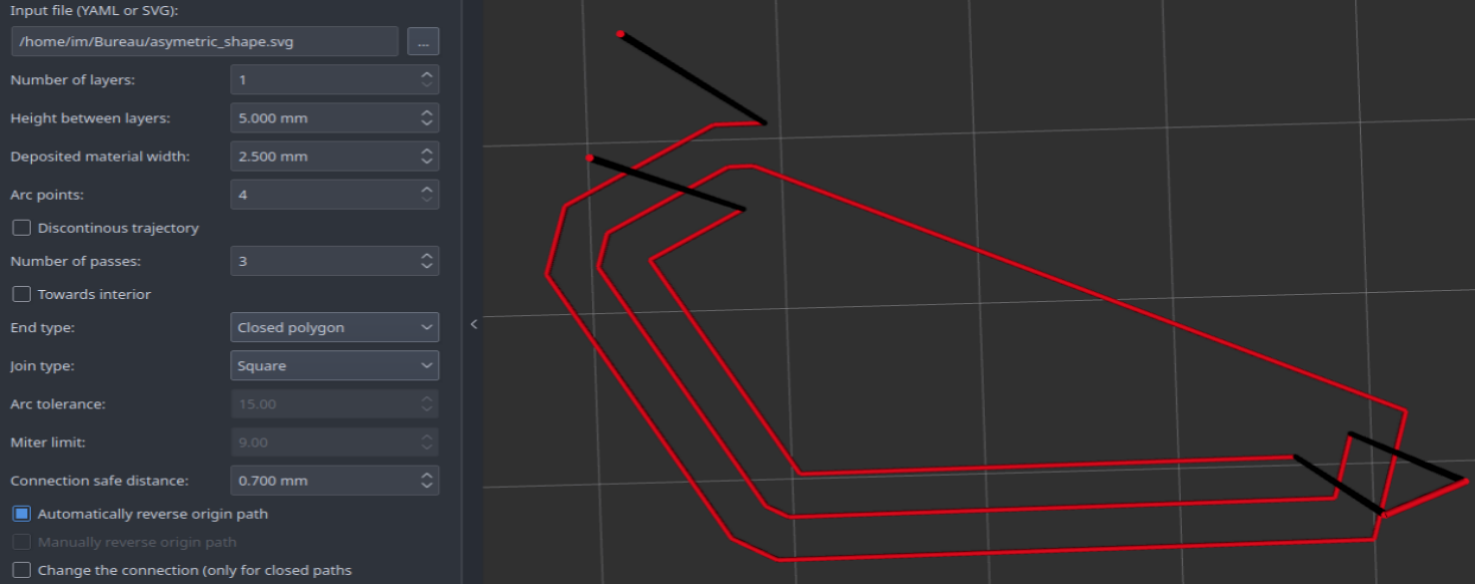 Input file (YAML or SVG):
/home/im/Bureau/asymetric_shape.svg ...
Number of layers: 1
Height between layers: 5.000 mm
Deposited material width: 2.500 mm
Arc points: 4
Discontinous trajectory
Number of passes: 3
Towards interior
End type: Closed polygon
Join type: Square
Arc tolerance: 15.00
Miter limit: 9.00
Connection safe distance: 0.700 mm
Automatically reverse origin path
Manually reverse origin path
Change the connection (only for closed paths